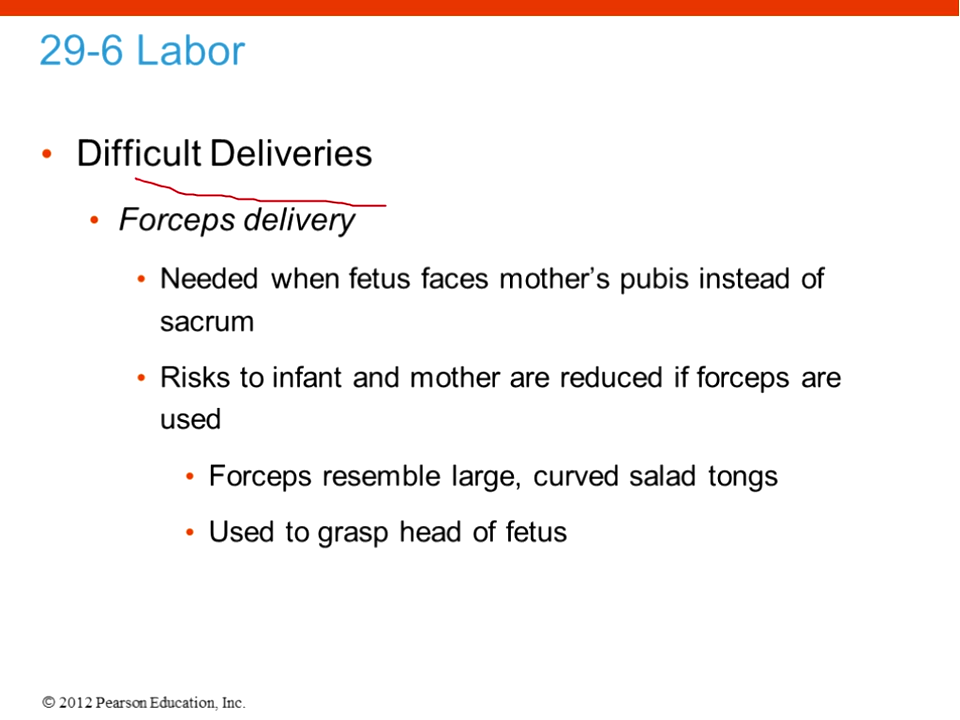 29-6 Labor
• Difficult Deliveries
• Forceps delivery
• Needed when fetus faces mother’s pubis instead of
sacrum
• Risks to infant and mother are reduced if forceps are
used
• Forceps resemble large, curved salad tongs
• Used to grasp head of fetus
© 2012 Pearson Education, Inc.